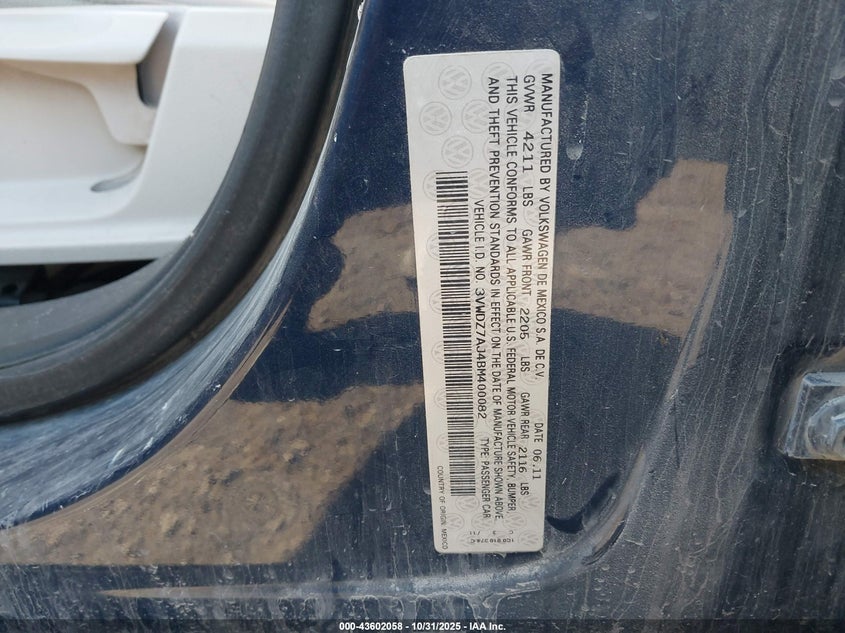 MANUFACTURED BY VOLKSWAGEN DE MEXICO S.A. DE C.V. DATE 06.11
GVWR 4211 LBS GAWR FRONT 2205 LBS GAWR REAR 2116 LBS
THIS VEHICLE CONFORMS TO ALL APPLICABLE U.S. FEDERAL MOTOR VEHICLE SAFETY, BUMPER,
AND THEFT PREVENTION STANDARDS IN EFFECT ON THE DATE OF MANUFACTURE SHOWN ABOVE.
VEHICLE I.D. NO. 3VWDZ7AJ4BM400082 TYPE: PASSENGER CAR
COUNTRY OF ORIGIN: MEXICO
000-43602058 - 10/31/2025 - IAA Inc.